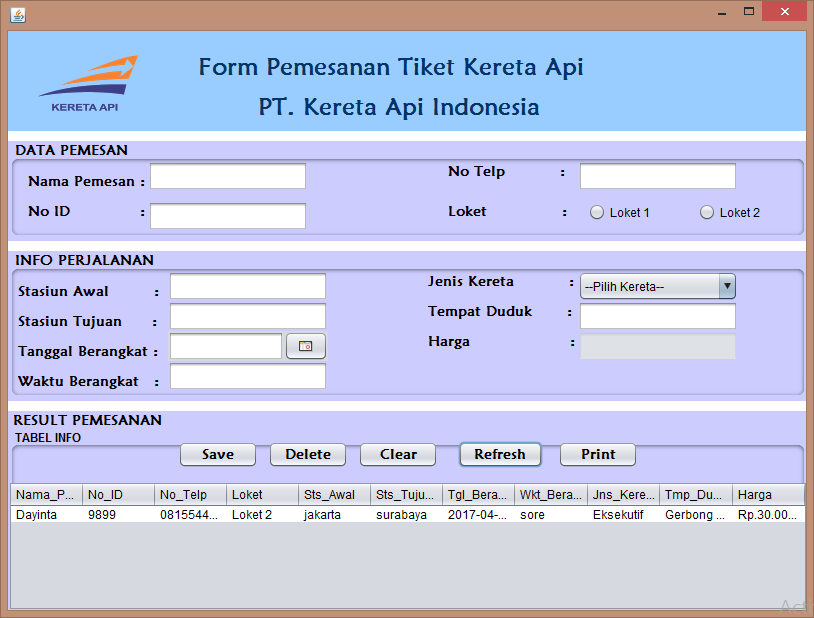 Form Pemesanan Tiket Kereta Api
PT. Kereta Api Indonesia
KERETA API
DATA PEMESAN
Nama Pemesan :
No Telp :
No ID :
Loket : Loket 1 Loket 2
INFO PERJALANAN
Stasiun Awal :
Jenis Kereta : --Pilih Kereta--
Stasiun Tujuan :
Tempat Duduk :
Tanggal Berangkat :
Harga :
Waktu Berangkat :
RESULT PEMESANAN
TABEL INFO
Save Delete Clear Refresh Print
Nama_P... No_ID No_Telp Loket Sts_Awal Sts_Tuju... Tgl_Bera... Wkt_Bera... Jns_Kere... Tmp_Du... Harga
Dayinta 9899 0815544... Loket 2 jakarta surabaya 2017-04-... sore Eksekutif Gerbong ... Rp.30.00...